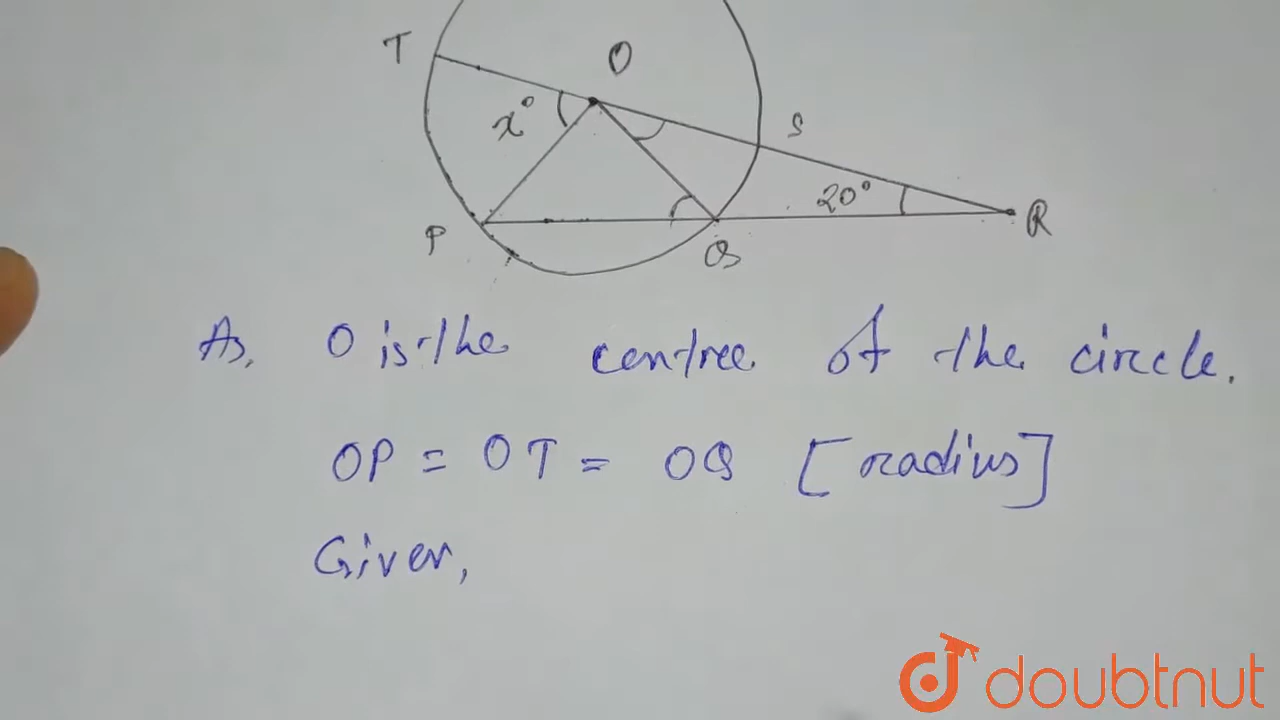 T
O
x°
S
20°
R
P
Q
As, O is the centre of the circle.
OP = OT = OQ [radius]
Given,
doubtnut